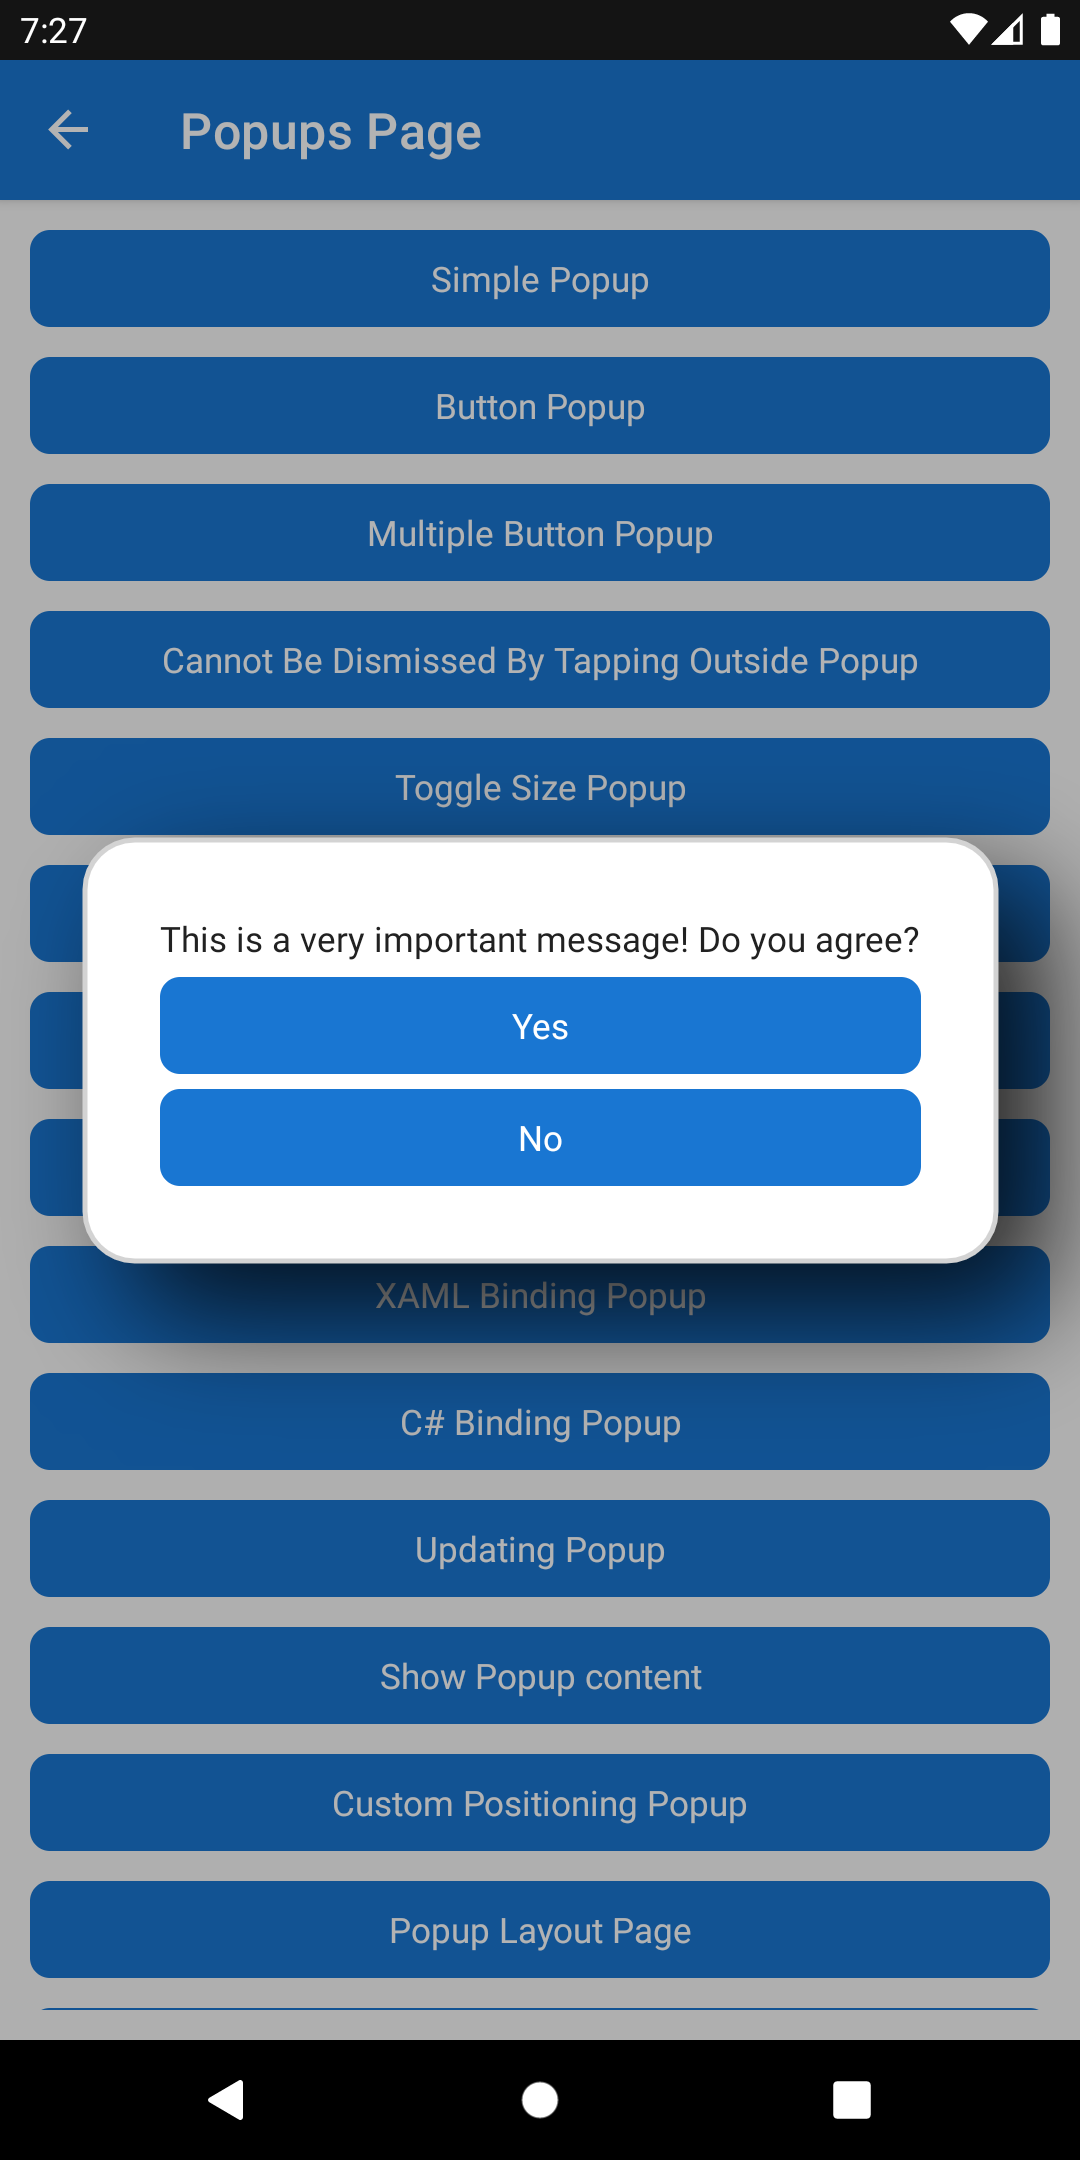 7:27
Popups Page
Simple Popup
Button Popup
Multiple Button Popup
Cannot Be Dismissed By Tapping Outside Popup
Toggle Size Popup
This is a very important message! Do you agree?
Yes
No
XAML Binding Popup
C# Binding Popup
Updating Popup
Show Popup content
Custom Positioning Popup
Popup Layout Page